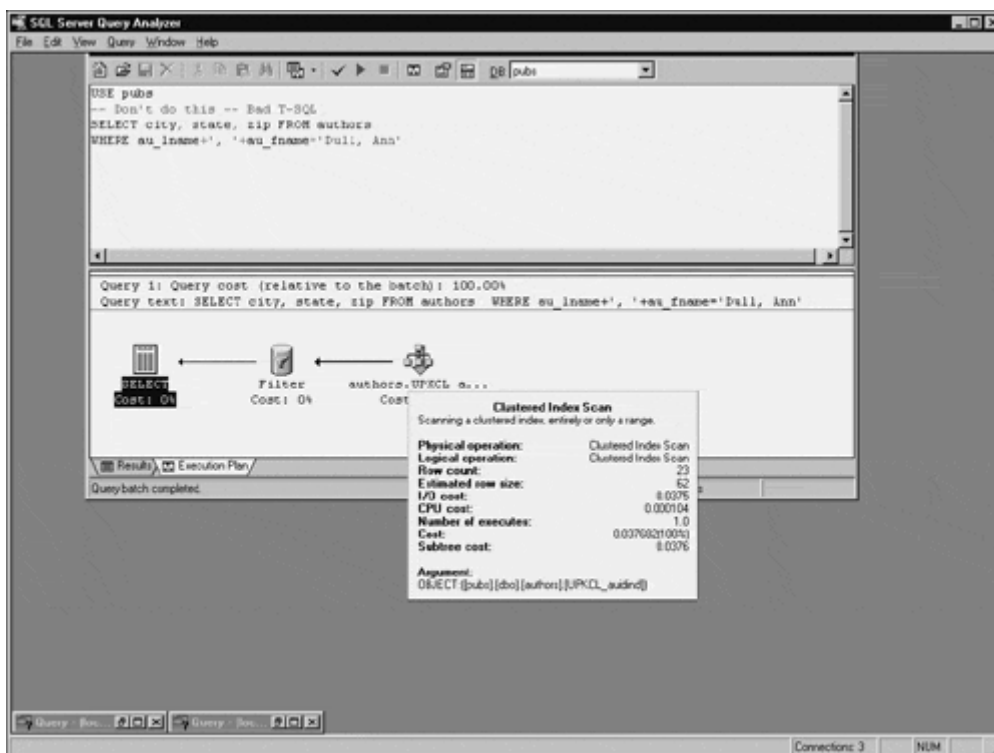 SQL Server Query Analyzer
File Edit View Query Window Help
DB pubs
USE pubs
-- Don't do this -- Bad T-SQL
SELECT city, state, zip FROM authors
WHERE au_lname+', '+au_fname='Dull, Ann'
Query 1: Query cost (relative to the batch): 100.00%
Query text: SELECT city, state, zip FROM authors WHERE au_lname+', '+au_fname='Dull, Ann'
SELECT
Cost: 0%
Filter
Cost: 0%
authors.UPKCL_a...
Cost
Clustered Index Scan
Scanning a clustered index, entirely or only a range.
Physical operation: Clustered Index Scan
Logical operation: Clustered Index Scan
Row count: 23
Estimated row size: 62
I/O cost: 0.0375
CPU cost: 0.000104
Number of executes: 1.0
Cost: 0.037682(100%)
Subtree cost: 0.0376
Argument:
OBJECT:([pubs].[dbo].[authors].[UPKCL_auidind])
Results Execution Plan
Query batch completed.
Query - (loc... Query - (loc...
Connections: 3 NUM